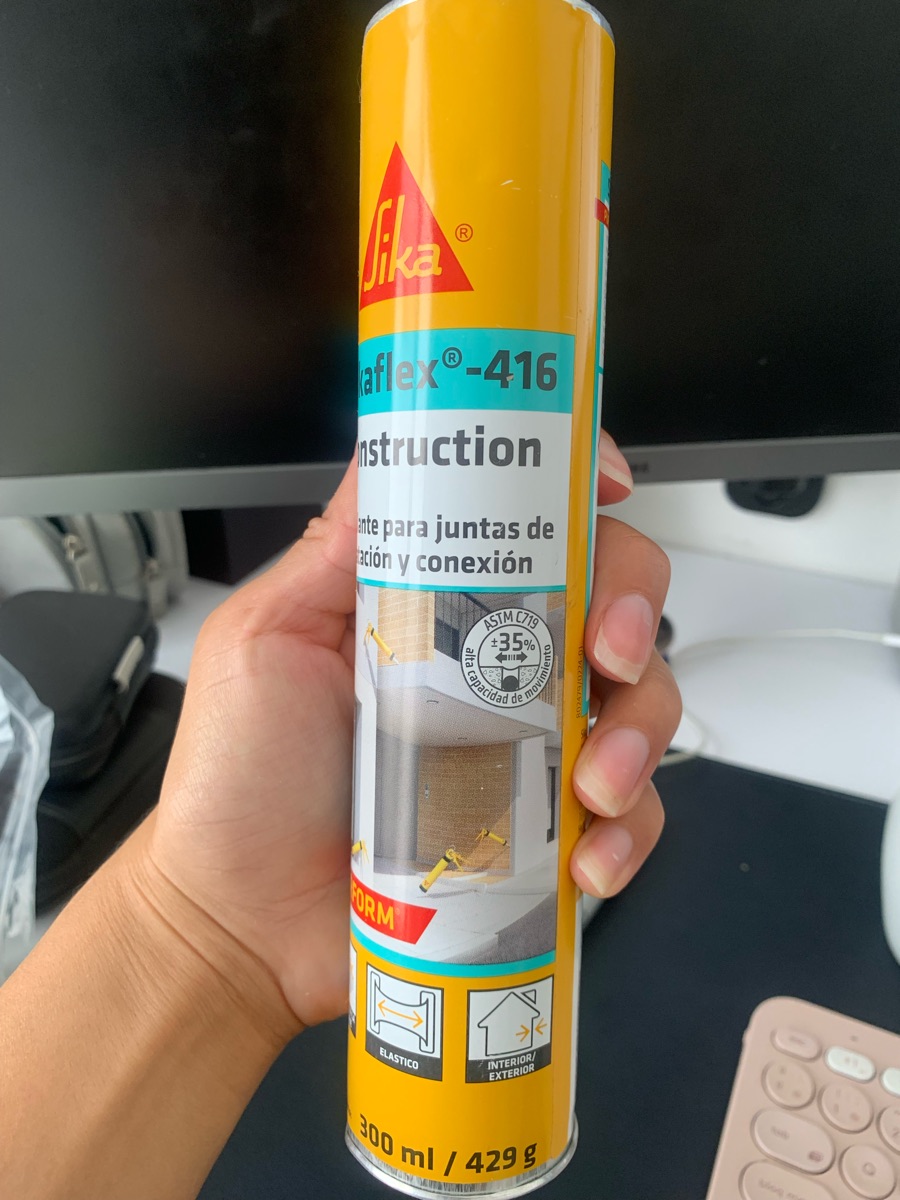 Sika®
kaflex®-416
nstruction
ante para juntas de
tación y conexión
ASTM C719
±35%
alta capacidad de movimiento
FORM
ELASTICO
INTERIOR/
EXTERIOR
300 ml / 429 g